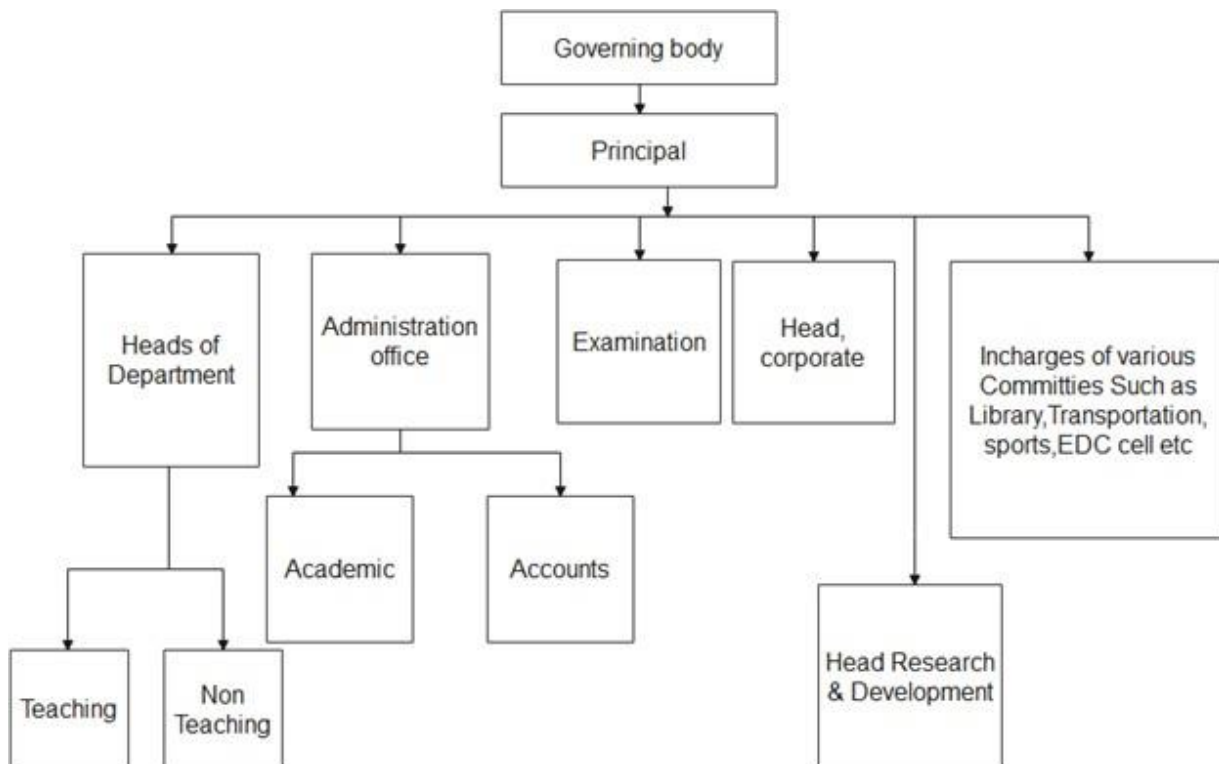 Governing body
Principal
Heads of
Department
Administration
office
Examination
Head,
corporate
Incharges of various
Committies Such as
Library,Transportation,
sports,EDC cell etc
Academic
Accounts
Teaching
Non
Teaching
Head Research
& Development